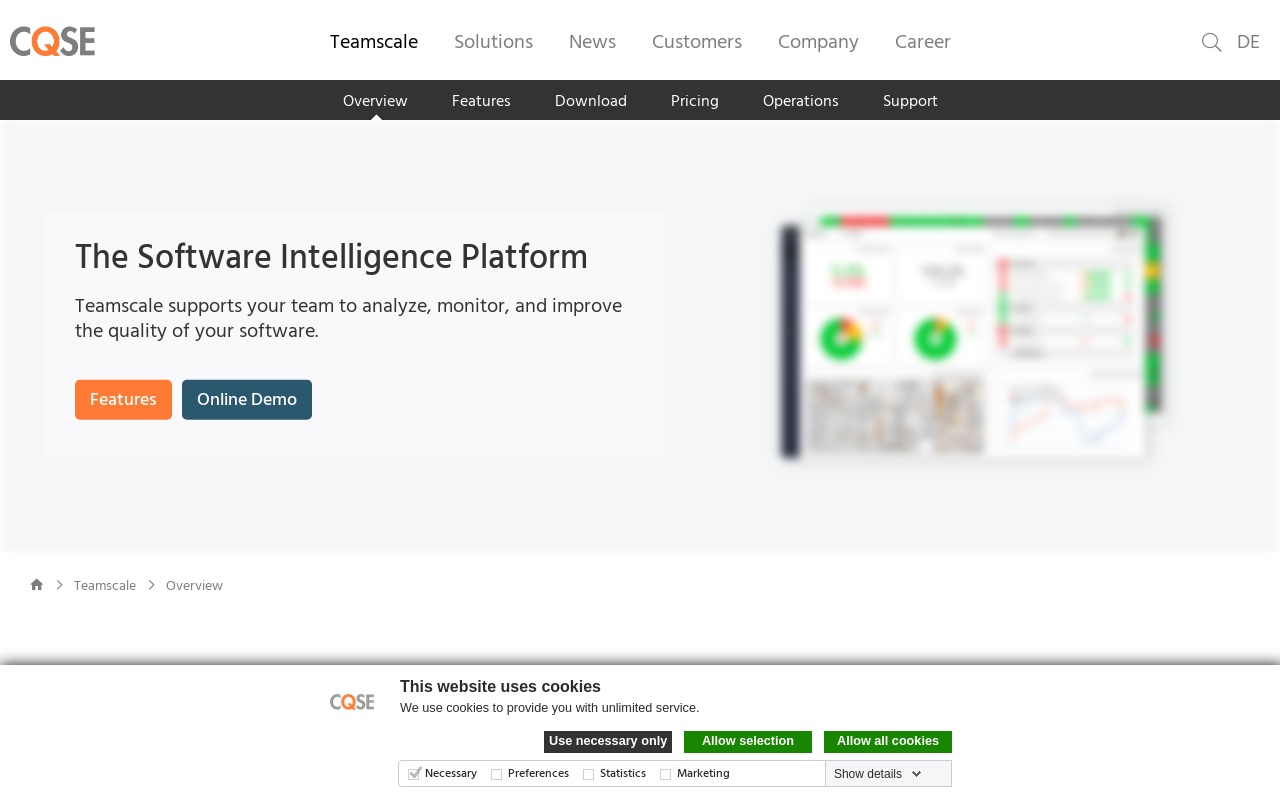 CQSE
Teamscale
Solutions
News
Customers
Company
Career
DE
Overview
Features
Download
Pricing
Operations
Support
The Software Intelligence Platform
Teamscale supports your team to analyze, monitor, and improve
the quality of your software.
Features
Online Demo
Teamscale
Overview
CQSE
This website uses cookies
We use cookies to provide you with unlimited service.
Use necessary only
Allow selection
Allow all cookies
Necessary
Preferences
Statistics
Marketing
Show details